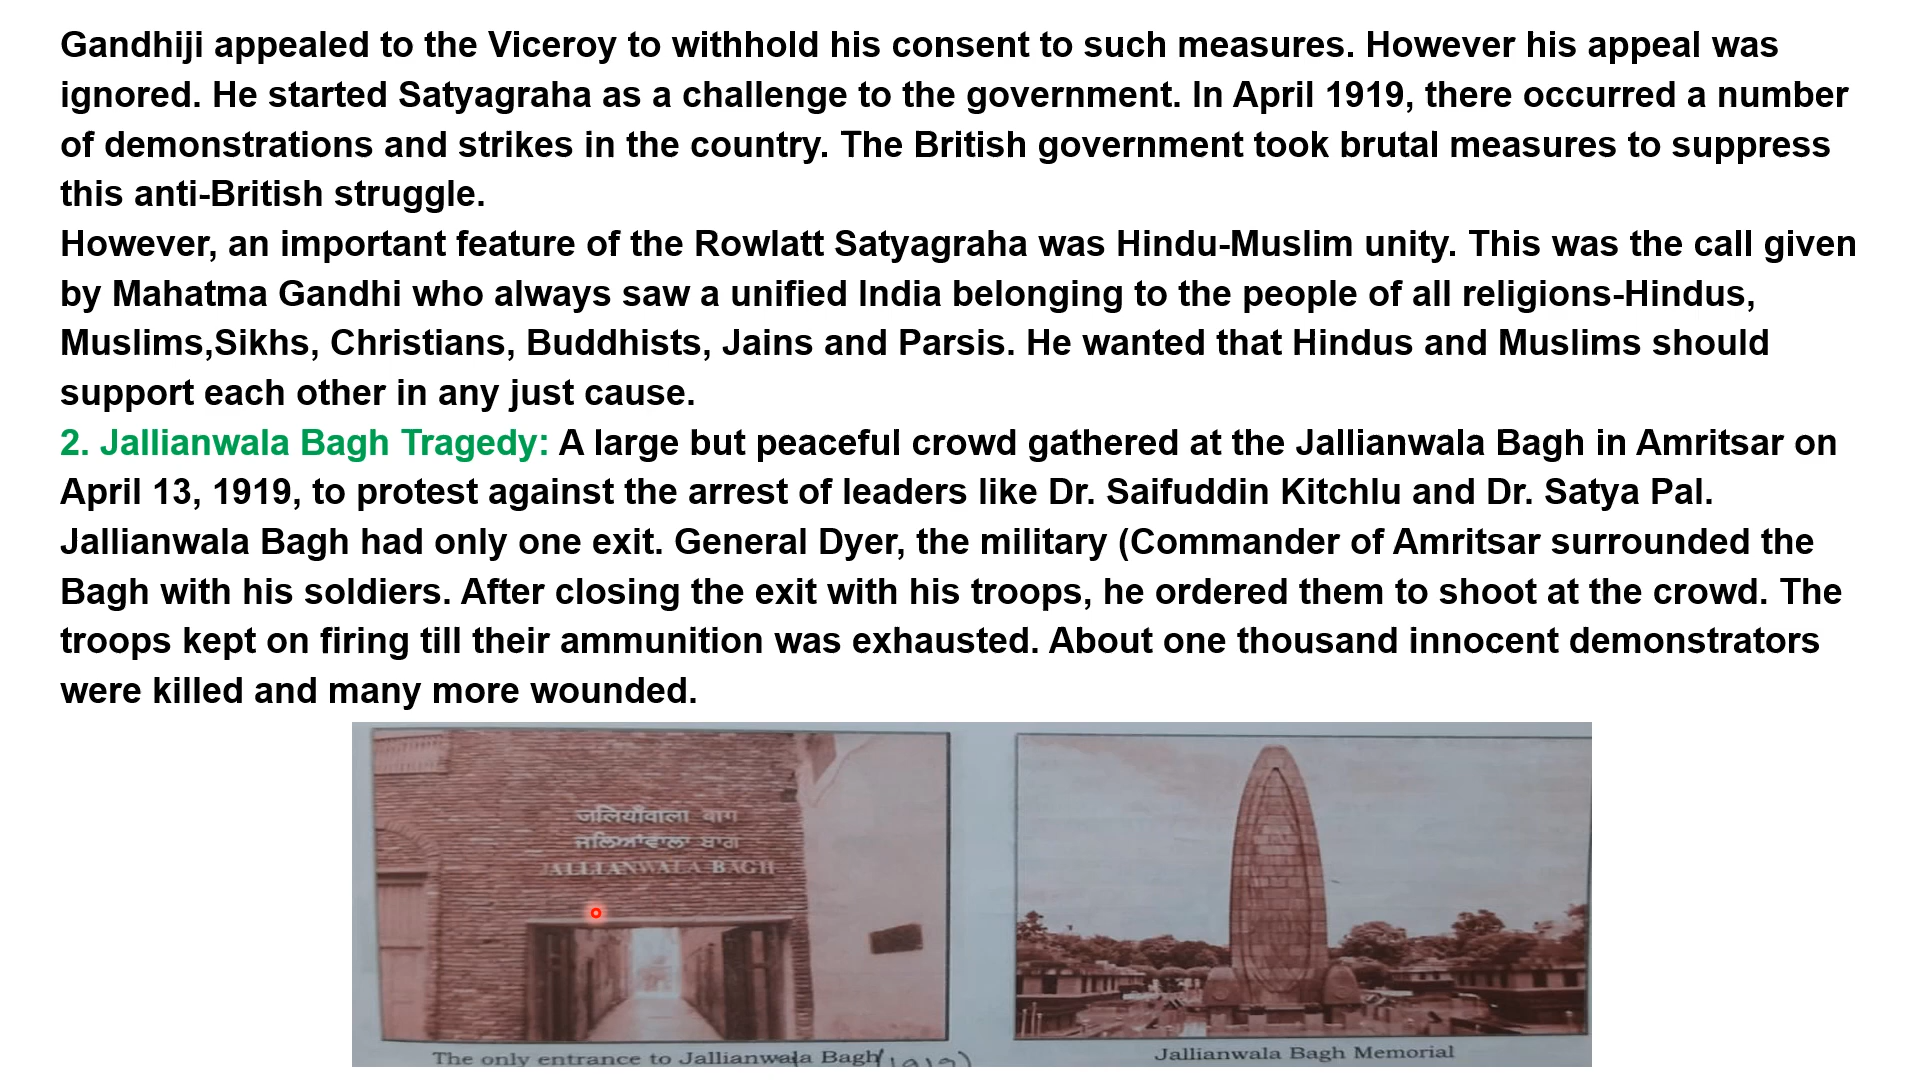 Gandhiji appealed to the Viceroy to withhold his consent to such measures. However his appeal was
ignored. He started Satyagraha as a challenge to the government. In April 1919, there occurred a number
of demonstrations and strikes in the country. The British government took brutal measures to suppress
this anti-British struggle.
However, an important feature of the Rowlatt Satyagraha was Hindu-Muslim unity. This was the call given
by Mahatma Gandhi who always saw a unified India belonging to the people of all religions-Hindus,
Muslims,Sikhs, Christians, Buddhists, Jains and Parsis. He wanted that Hindus and Muslims should
support each other in any just cause.
2. Jallianwala Bagh Tragedy: A large but peaceful crowd gathered at the Jallianwala Bagh in Amritsar on
April 13, 1919, to protest against the arrest of leaders like Dr. Saifuddin Kitchlu and Dr. Satya Pal.
Jallianwala Bagh had only one exit. General Dyer, the military (Commander of Amritsar surrounded the
Bagh with his soldiers. After closing the exit with his troops, he ordered them to shoot at the crowd. The
troops kept on firing till their ammunition was exhausted. About one thousand innocent demonstrators
were killed and many more wounded.
जलियाँवाला बाग
ਜਲਿਆਂਵਾਲਾ ਬਾਗ
JALLIANWALA BAGH
The only entrance to Jallianwala Bagh
Jallianwala Bagh Memorial